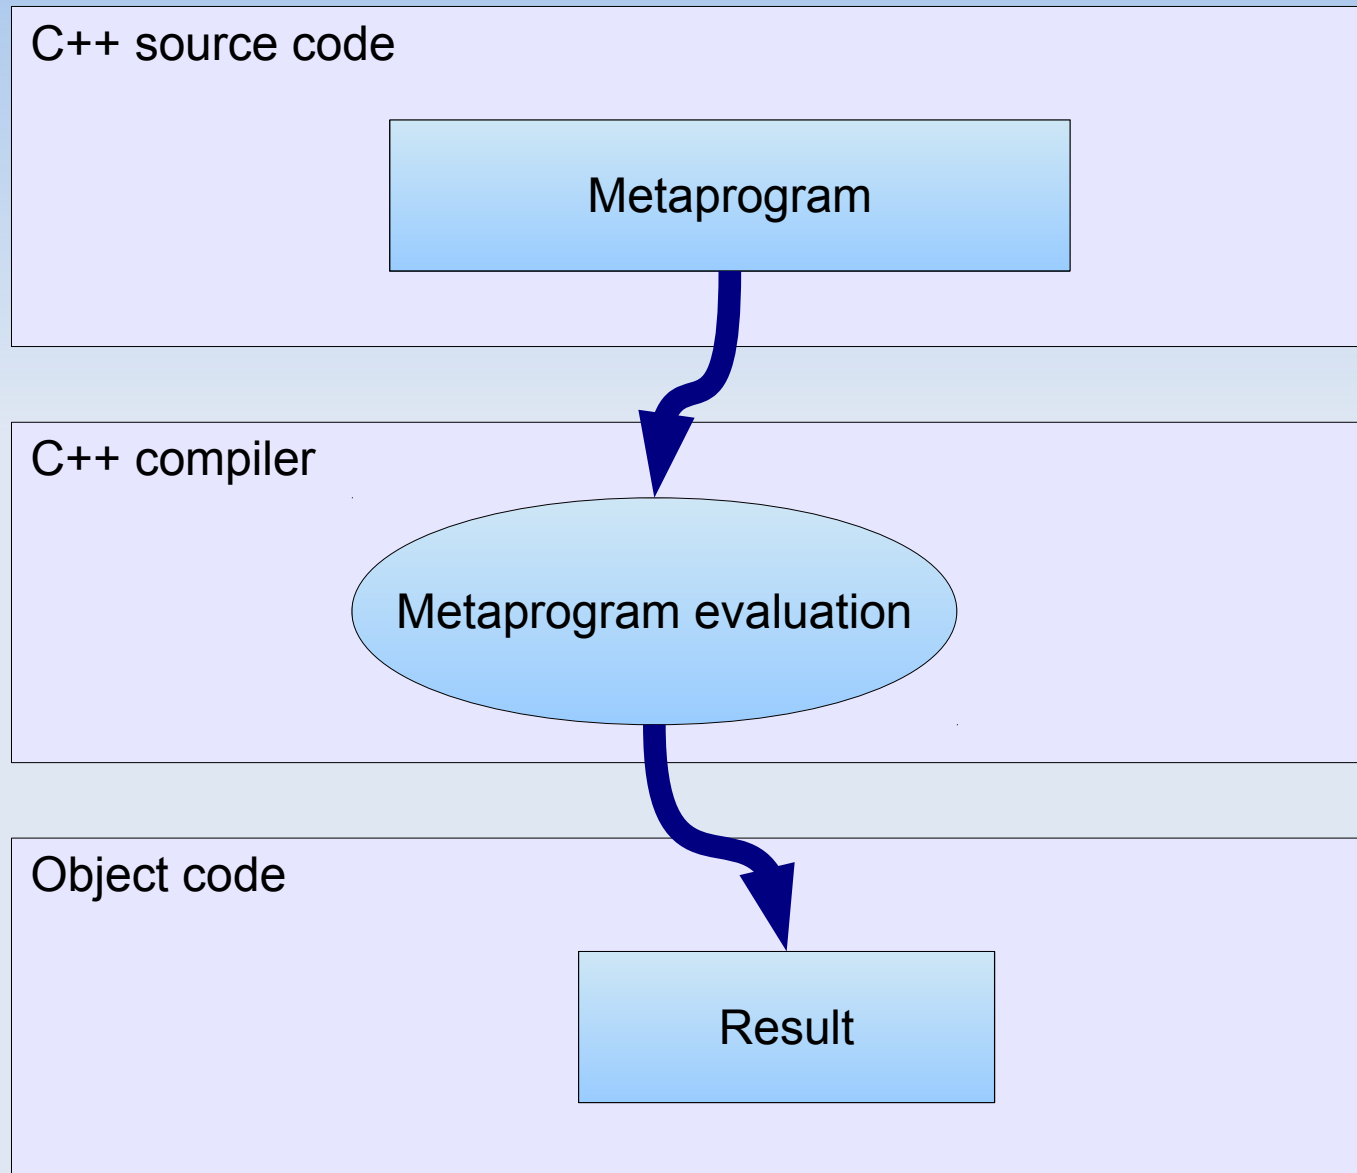 C++ source code
Metaprogram
C++ compiler
Metaprogram evaluation
Object code
Result